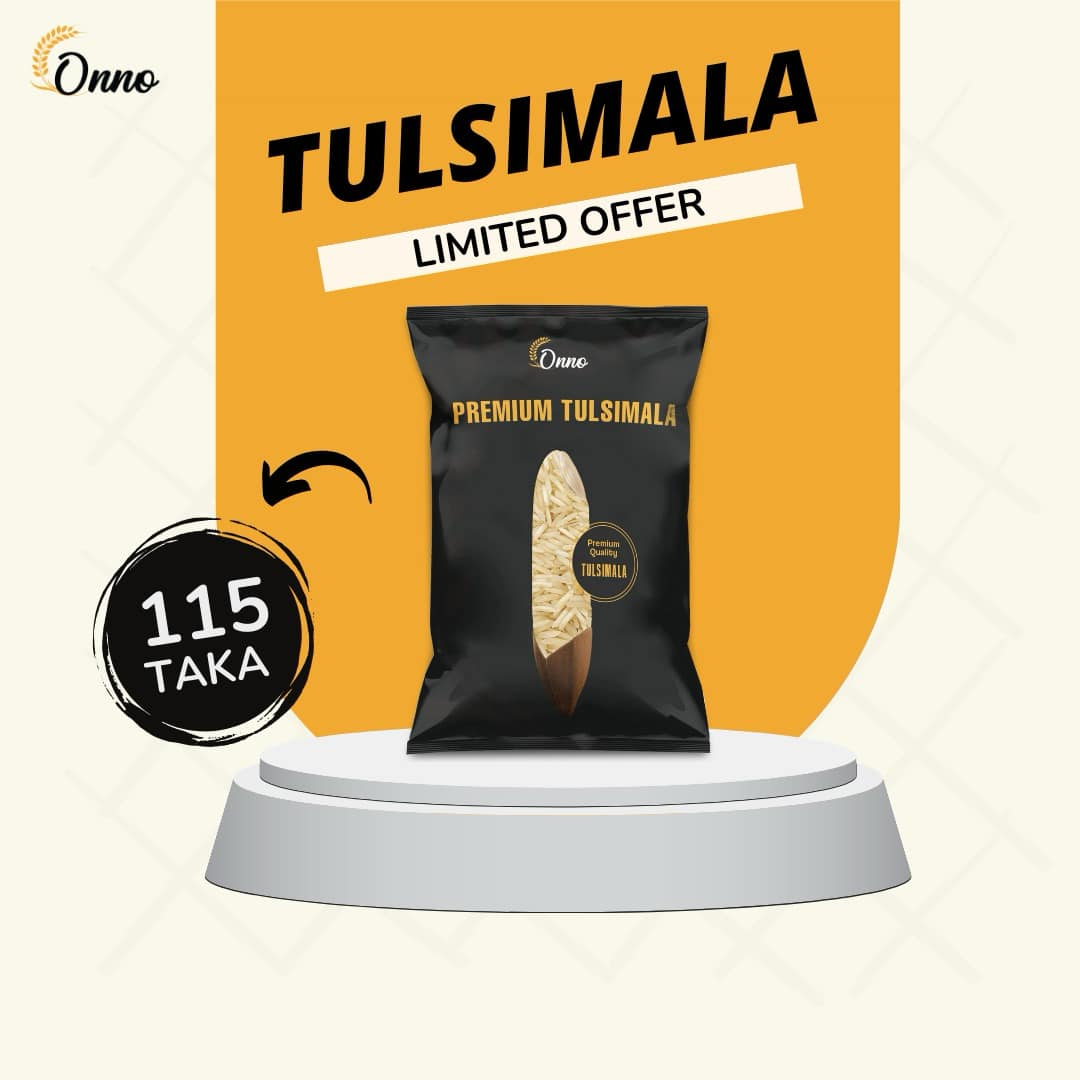 Onno
TULSIMALA
LIMITED OFFER
Onno
PREMIUM TULSIMALA
Premium
Quality
TULSIMALA
115
TAKA